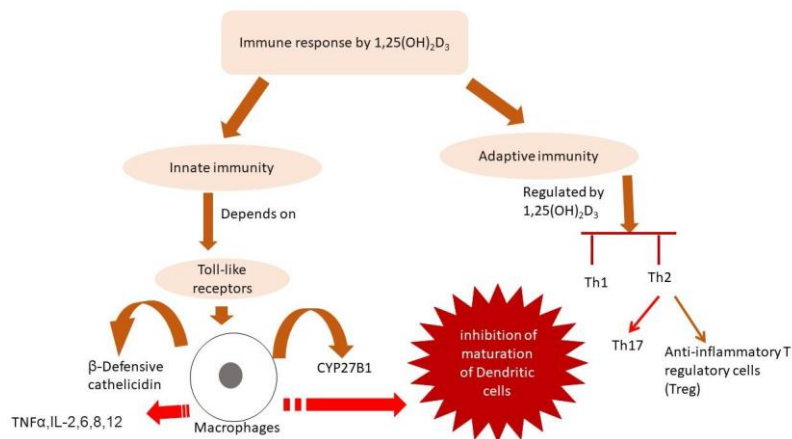 Immune response by 1,25(OH)₂D₃
Innate immunity
Adaptive immunity
Depends on
Regulated by
1,25(OH)₂D₃
Toll-like
receptors
Th1
Th2
β-Defensive
cathelicidin
CYP27B1
inhibition of
maturation
of Dendritic
cells
Th17
Anti-inflammatory T
regulatory cells
(Treg)
TNFα,IL-2,6,8,12
Macrophages